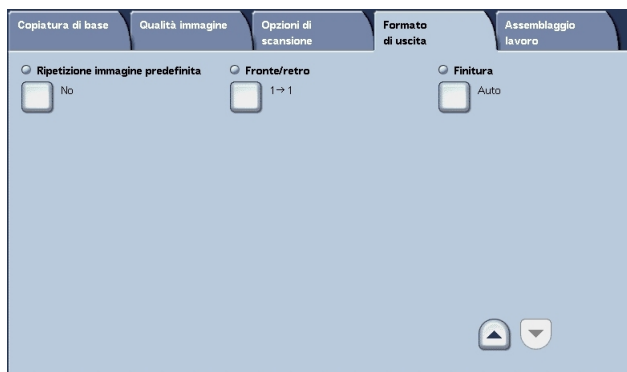 Copiatura di base
Qualità immagine
Opzioni di
scansione
Formato
di uscita
Assemblaggio
lavoro
Ripetizione immagine predefinita
No
Fronte/retro
1→1
Finitura
Auto